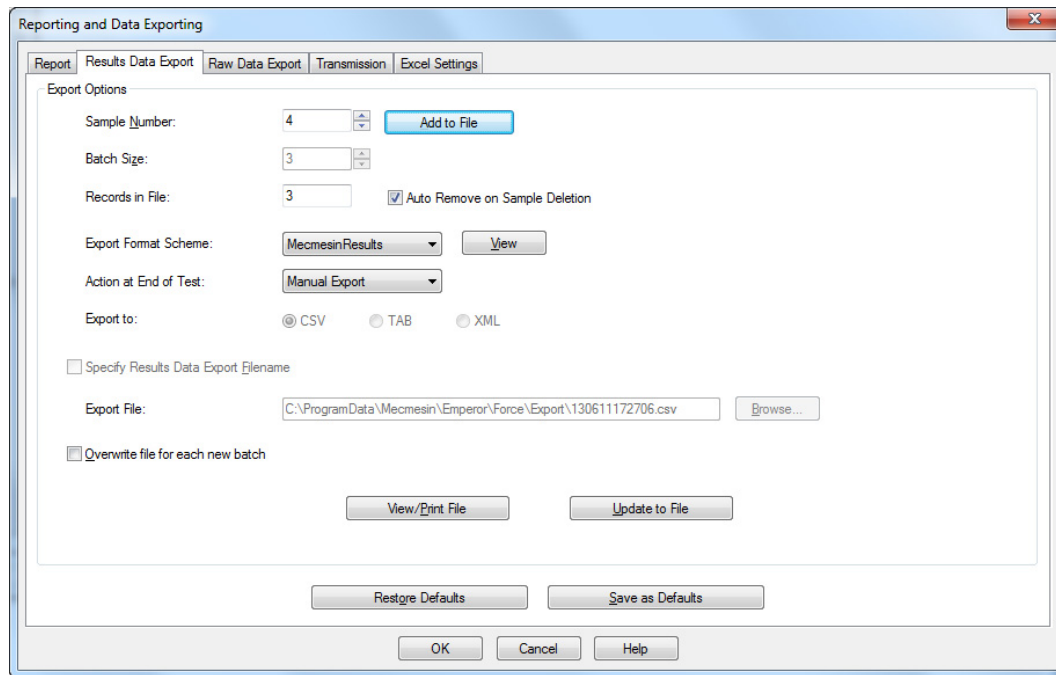 Reporting and Data Exporting
Report Results Data Export Raw Data Export Transmission Excel Settings
Export Options
Sample Number: 4 Add to File
Batch Size: 3
Records in File: 3 Auto Remove on Sample Deletion
Export Format Scheme: MecmesinResults View
Action at End of Test: Manual Export
Export to: CSV TAB XML
Specify Results Data Export Filename
Export File: C:\ProgramData\Mecmesin\Emperor\Force\Export\130611172706.csv Browse...
Overwrite file for each new batch
View/Print File Update to File
Restore Defaults Save as Defaults
OK Cancel Help